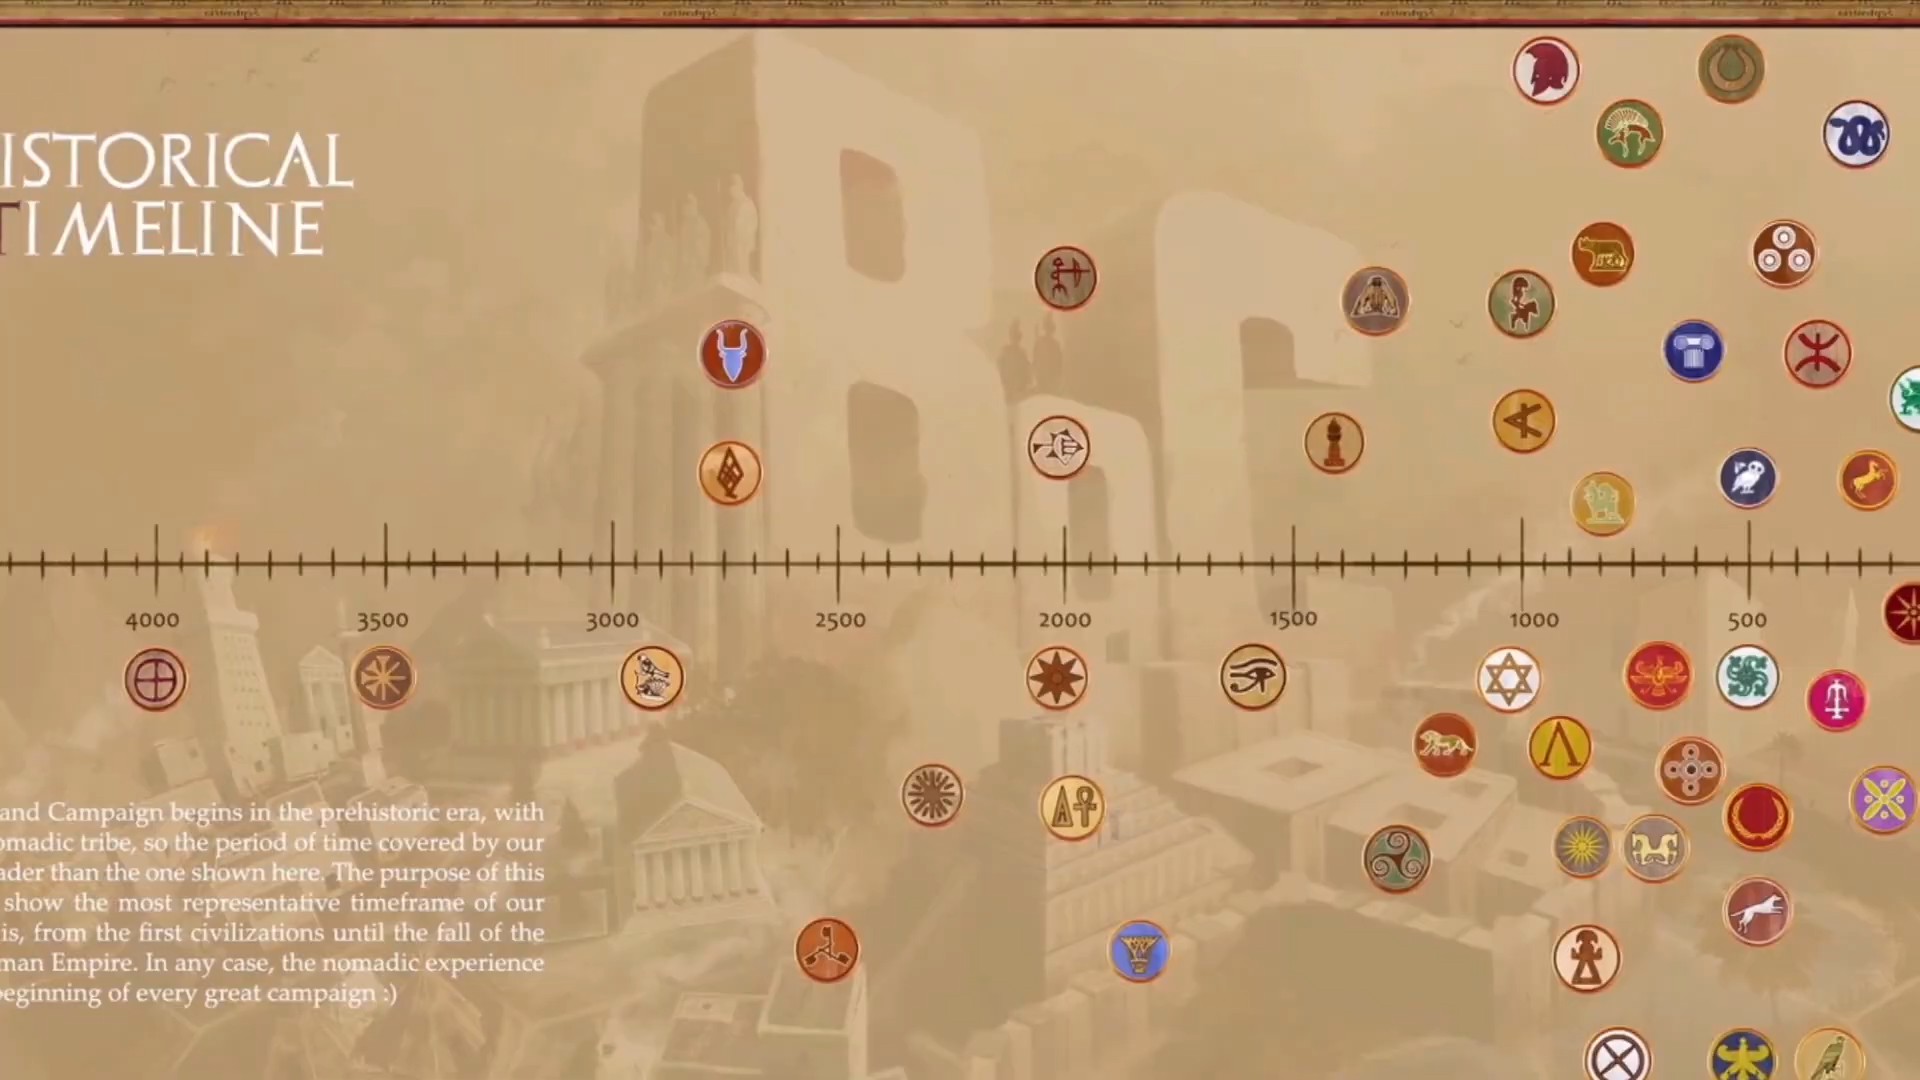 ISTORICAL
TIMELINE
4000 3500 3000 2500 2000 1500 1000 500
and Campaign begins in the prehistoric era, with
omadic tribe, so the period of time covered by our
ader than the one shown here. The purpose of this
show the most representative timeframe of our
is, from the first civilizations until the fall of the
man Empire. In any case, the nomadic experience
beginning of every great campaign :)